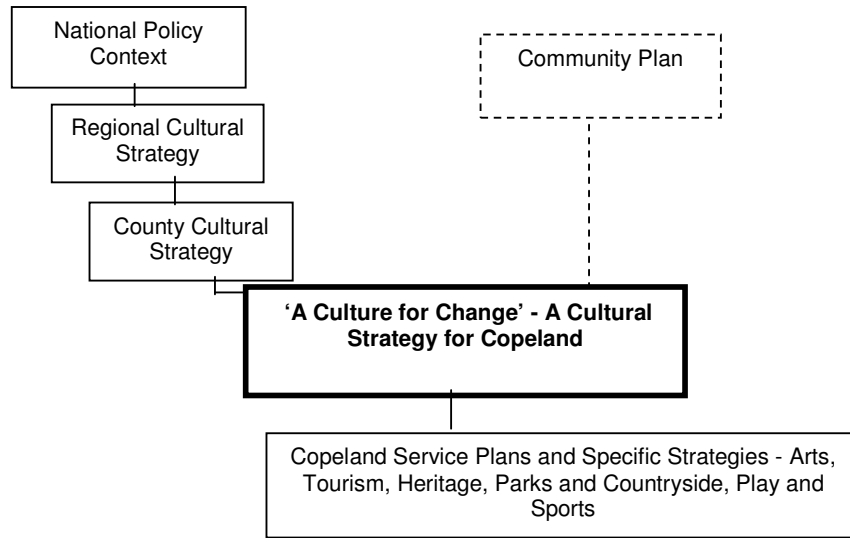 National Policy
Context
Community Plan
Regional Cultural
Strategy
County Cultural
Strategy
‘A Culture for Change’ - A Cultural
Strategy for Copeland
Copeland Service Plans and Specific Strategies - Arts,
Tourism, Heritage, Parks and Countryside, Play and
Sports